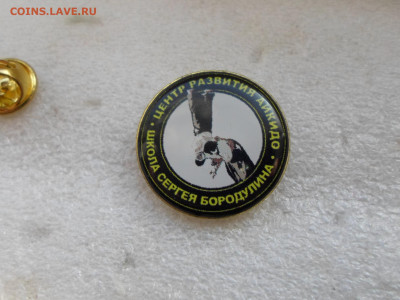 COINS.LAVE.RU
ЦЕНТР РАЗВИТИЯ АЙКИДО
ШКОЛА СЕРГЕЯ БОРОДУЛИНА